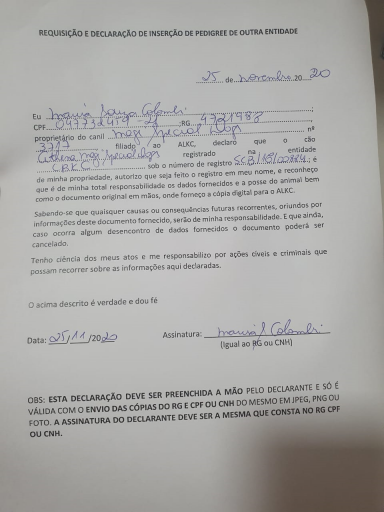 REQUISIÇÃO E DECLARAÇÃO DE INSERÇÃO DE PEDIGREE DE OUTRA ENTIDADE
25 de novembro 20 20
Eu Colombi;
CPF ;RG 4721988
proprietário do canil Special Dogs nº
3717 filiado ao ALKC, declaro que o cão
Special Dogs registrado na entidade
CBKC sob o número de registro ; é
de minha propriedade, autorizo que seja feito o registro em meu nome, e reconheço
que é de minha total responsabilidade os dados fornecidos e a posse do animal bem
como o documento original em mãos, onde forneço a cópia digital para o ALKC.
Sabendo-se que quaisquer causas ou consequências futuras recorrentes, oriundos por
informações deste documento fornecido, serão de minha responsabilidade. E que ainda,
caso ocorra algum desencontro de dados fornecidos o documento poderá ser
cancelado.
Tenho ciência dos meus atos e me responsabilizo por ações cíveis e criminais que
possam recorrer sobre as informações aqui declaradas.
O acima descrito é verdade e dou fé
Data: 25/11/2020 Assinatura: Colombi
(Igual ao RG ou CNH)
OBS: ESTA DECLARAÇÃO DEVE SER PREENCHIDA A MÃO PELO DECLARANTE E SÓ É
VÁLIDA COM O ENVIO DAS CÓPIAS DO RG E CPF OU CNH DO MESMO EM JPEG, PNG OU
FOTO. A ASSINATURA DO DECLARANTE DEVE SER A MESMA QUE CONSTA NO RG CPF
OU CNH.